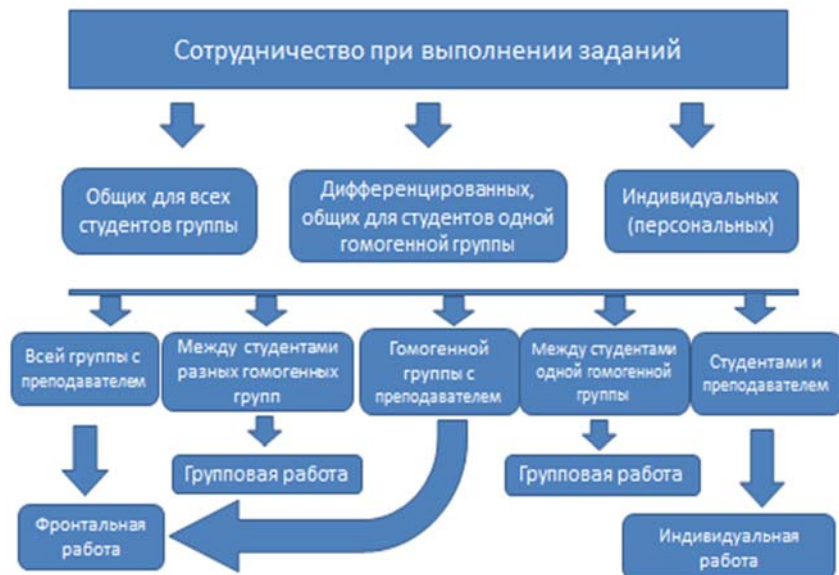 Сотрудничество при выполнении заданий
Общих для всех
студентов группы
Дифференцированных,
общих для студентов одной
гомогенной группы
Индивидуальных
(персональных)
Всей группы с
преподавателем
Между студентами
разных гомогенных
групп
Гомогенной
группы с
преподавателем
Между студентами
одной гомогенной
группы
Студентами и
преподавателем
Групповая работа
Групповая работа
Фронтальная
работа
Индивидуальная
работа